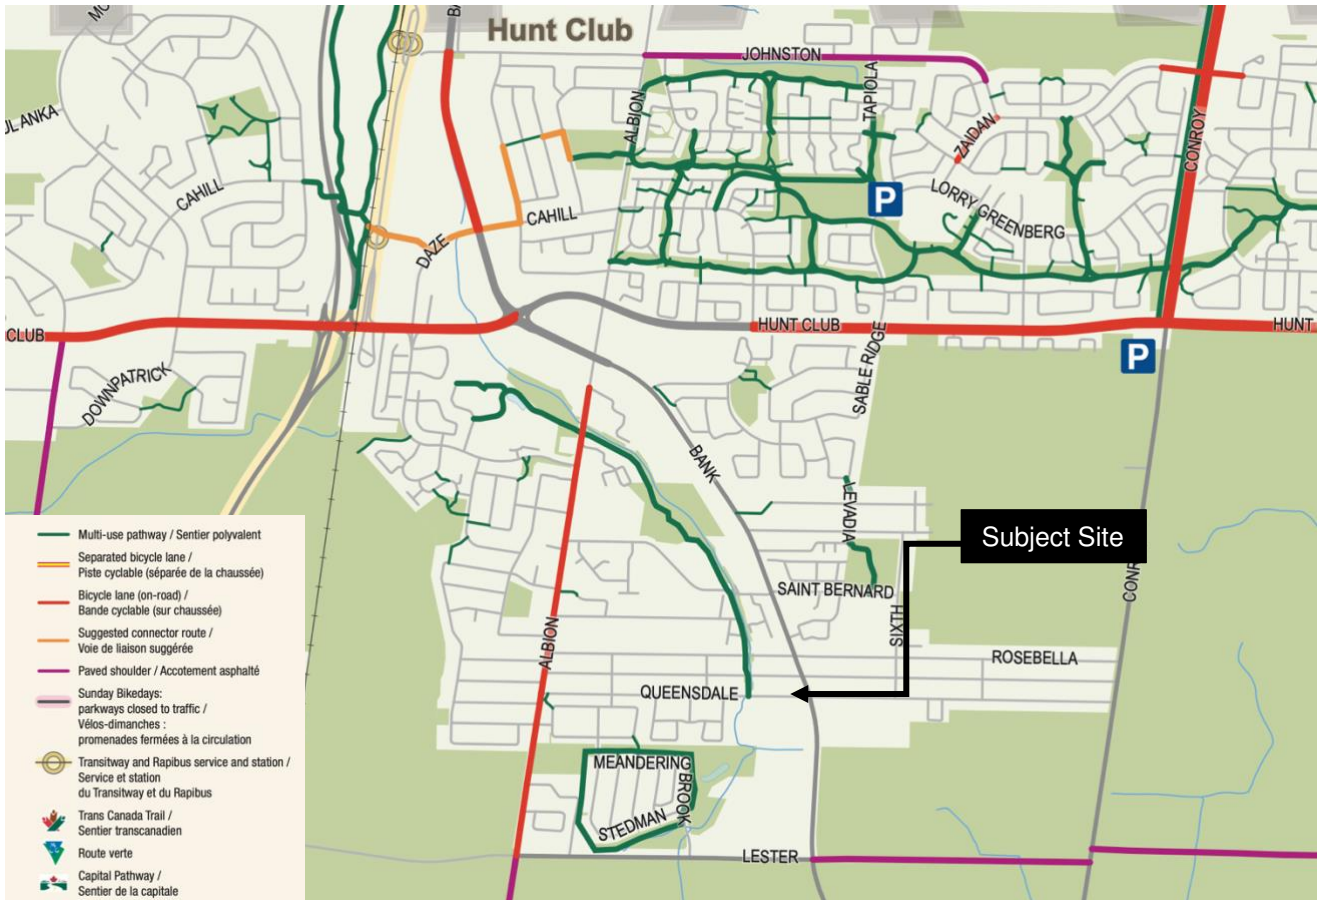 Hunt Club
JOHNSTON
TAPIOLA
ALBION
ZAIDAN
CONROY
CAHILL
P
LORRY GREENBERG
CAHILL
DAZE
CLUB
HUNT CLUB
HUNT
SABLE RIDGE
P
DOWNPATRICK
BANK
LEVADIA
Subject Site
SAINT BERNARD
SIXTH
ALBION
ROSEBELLA
QUEENSDALE
MEANDERING
BROOK
STEDMAN
LESTER
Multi-use pathway / Sentier polyvalent
Separated bicycle lane /
Piste cyclable (séparée de la chaussée)
Bicycle lane (on-road) /
Bande cyclable (sur chaussée)
Suggested connector route /
Voie de liaison suggérée
Paved shoulder / Accotement asphalté
Sunday Bikedays:
parkways closed to traffic /
Vélos-dimanches :
promenades fermées à la circulation
Transitway and Rapibus service and station /
Service et station
du Transitway et du Rapibus
Trans Canada Trail /
Sentier transcanadien
Route verte
Capital Pathway /
Sentier de la capitale